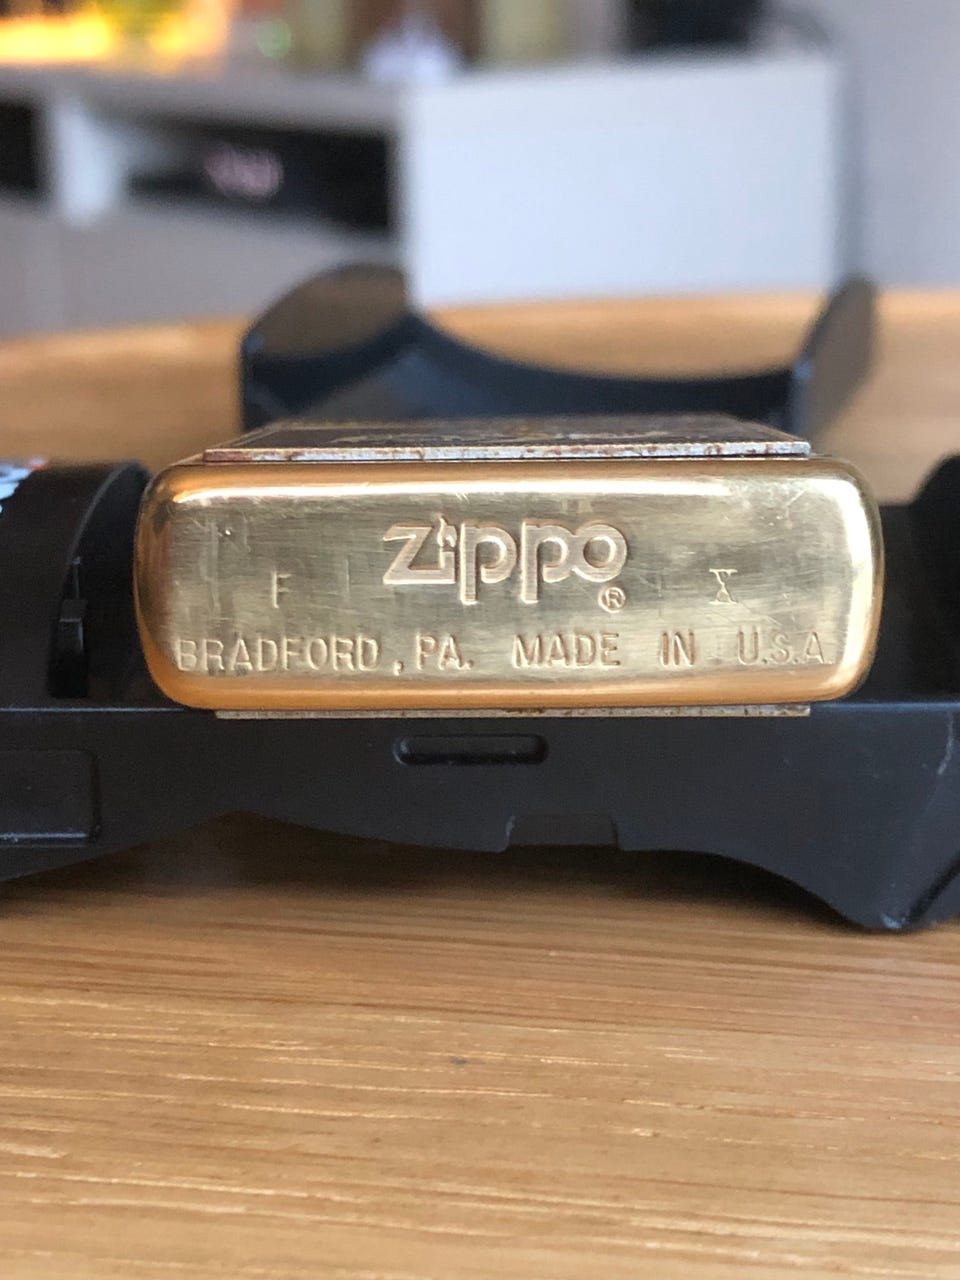 zippo ®
F X
BRADFORD, PA. MADE IN U.S.A.